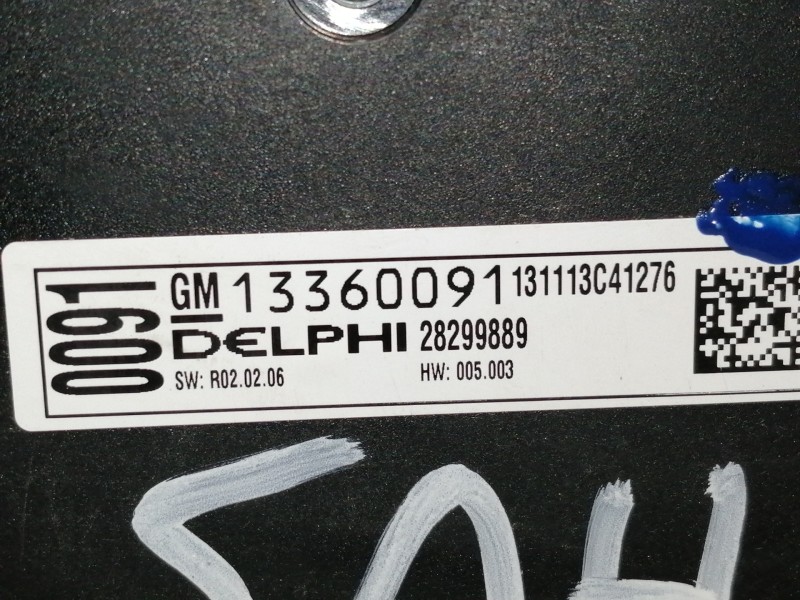 0091
GM 13360091 131113C41276
DELPHI 28299889
SW: R02.02.06 HW: 005.003